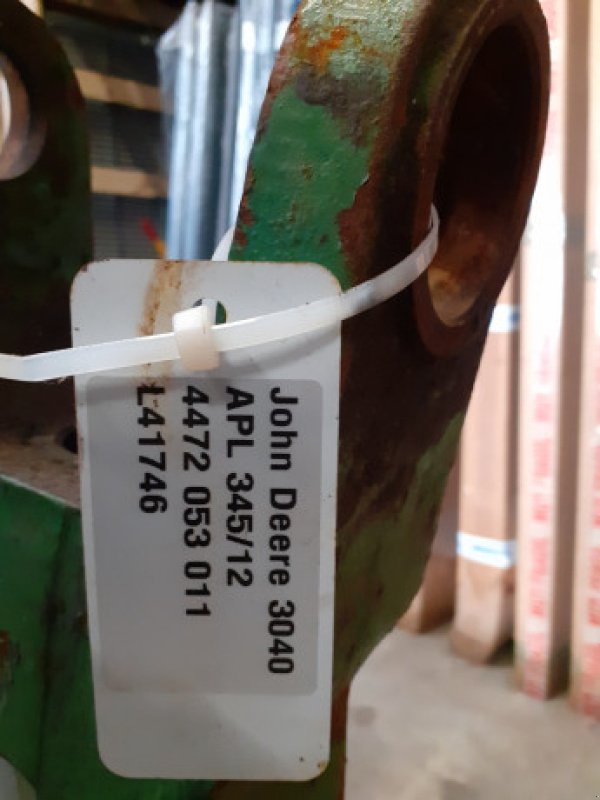 John Deere 3040
APL 345/12
4472 053 011
L41746